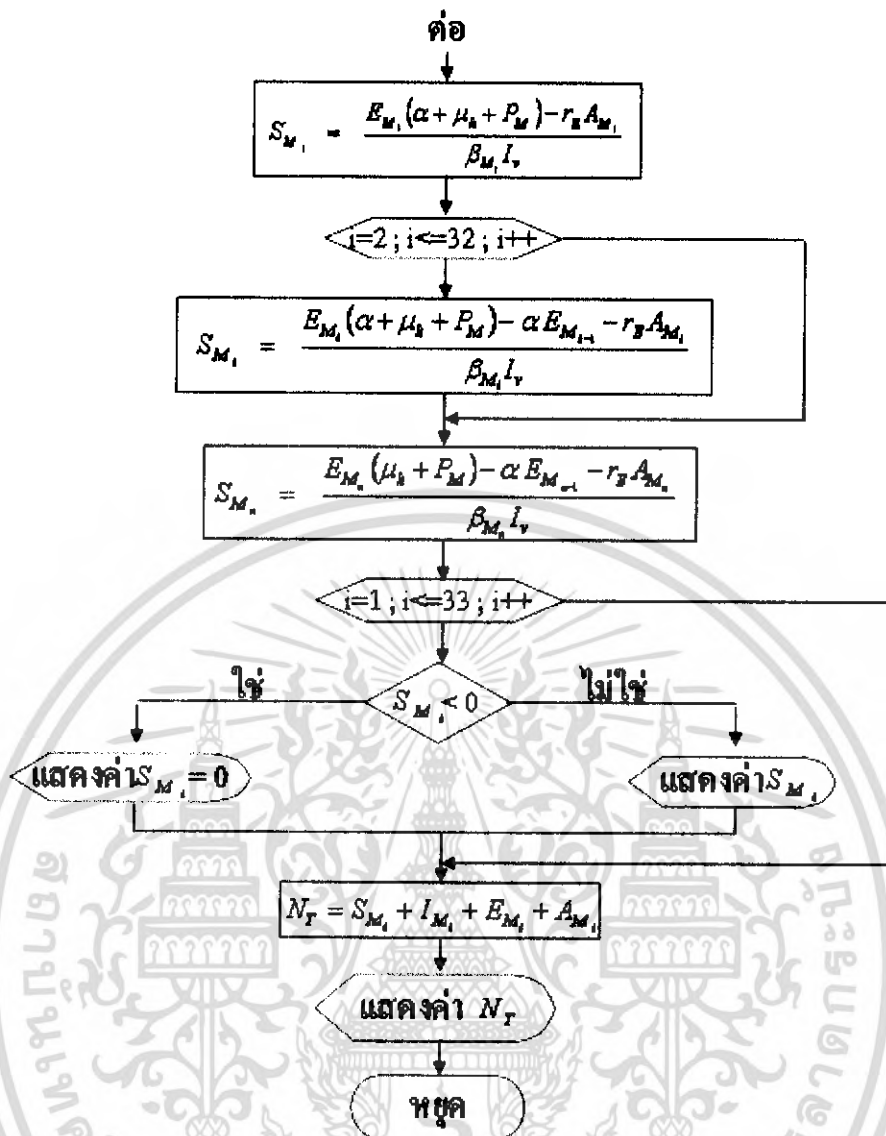 ต่อ
S_{M_1} = \frac{E_{M_1}(\alpha + \mu_h + P_M) - r_E A_{M_1}}{\beta_{M_1} I_v}
i=2 ; i<=32 ; i++
S_{M_i} = \frac{E_{M_i}(\alpha + \mu_h + P_M) - \alpha E_{M_{i-1}} - r_E A_{M_i}}{\beta_{M_i} I_v}
S_{M_n} = \frac{E_{M_n}(\mu_h + P_M) - \alpha E_{M_{n-1}} - r_E A_{M_n}}{\beta_{M_n} I_v}
i=1 ; i<=33 ; i++
ใช่ S_{M_i} < 0 ไม่ใช่
แสดงค่า S_{M_i} = 0 แสดงค่า S_{M_i}
N_T = S_{M_i} + I_{M_i} + E_{M_i} + A_{M_i}
แสดงค่า N_T
หยุด